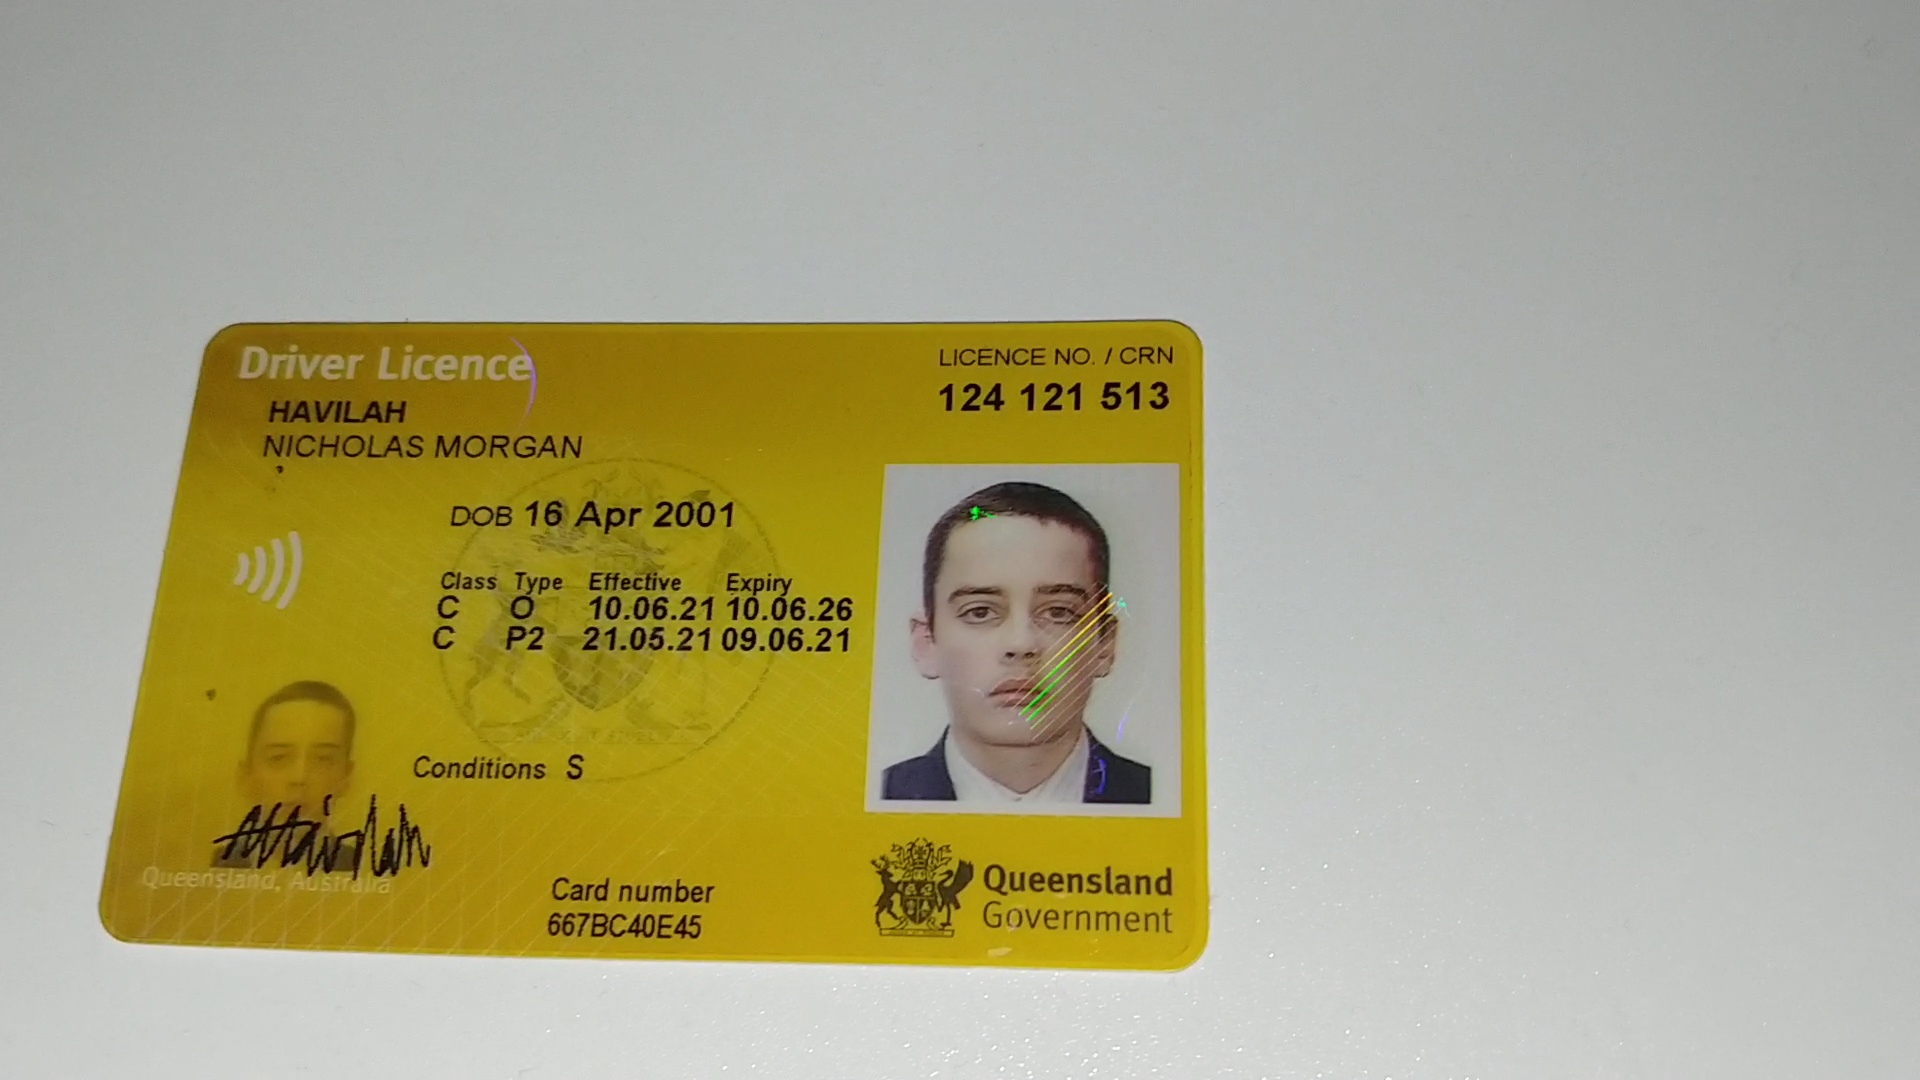 Driver Licence
HAVILAH
NICHOLAS MORGAN
LICENCE NO. / CRN
124 121 513
DOB 16 Apr 2001
Class Type Effective Expiry
C O 10.06.21 10.06.26
C P2 21.05.21 09.06.21
Conditions S
Havilah
Queensland, Australia
Card number
667BC40E45
Queensland
Government